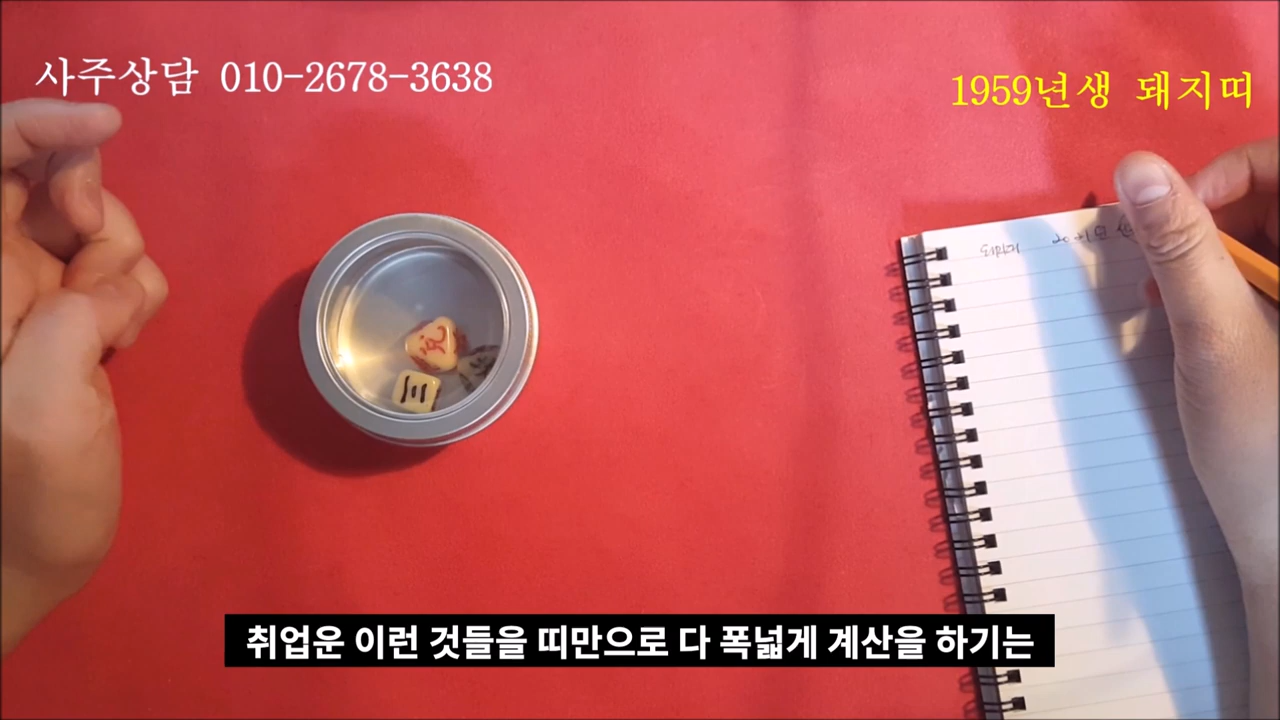 사주상담 010-2678-3638
1959년생 돼지띠
兌
三
취업운 이런 것들을 띠만으로 다 폭넓게 계산을 하기는